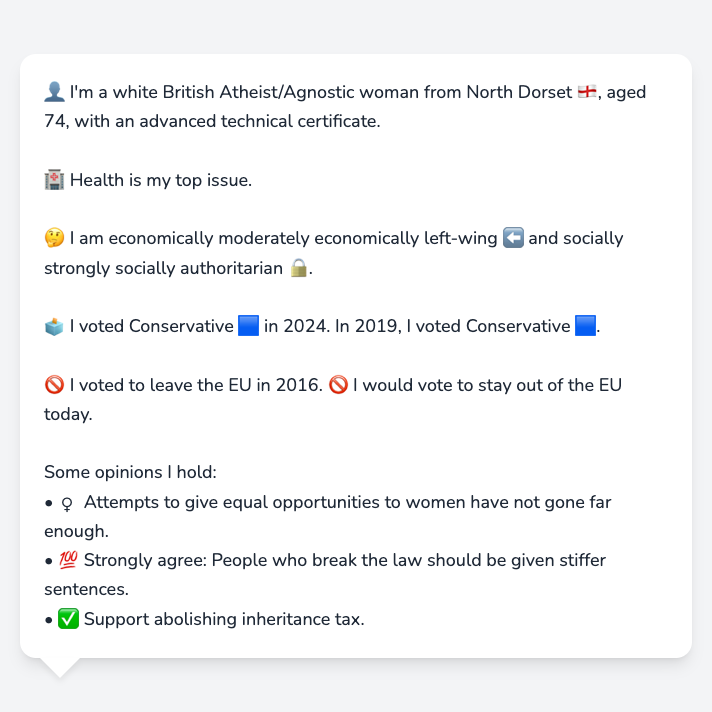 👤 I'm a white British Atheist/Agnostic woman from North Dorset 🏴󠁧󠁢󠁥󠁮󠁧󠁿, aged
74, with an advanced technical certificate.
🏥 Health is my top issue.
🤔 I am economically moderately economically left-wing ⬅️ and socially
strongly socially authoritarian 🔒.
🗳️ I voted Conservative 🟦 in 2024. In 2019, I voted Conservative 🟦.
🚫 I voted to leave the EU in 2016. 🚫 I would vote to stay out of the EU
today.
Some opinions I hold:
• ♀ Attempts to give equal opportunities to women have not gone far
enough.
• 💯 Strongly agree: People who break the law should be given stiffer
sentences.
• ✅ Support abolishing inheritance tax.